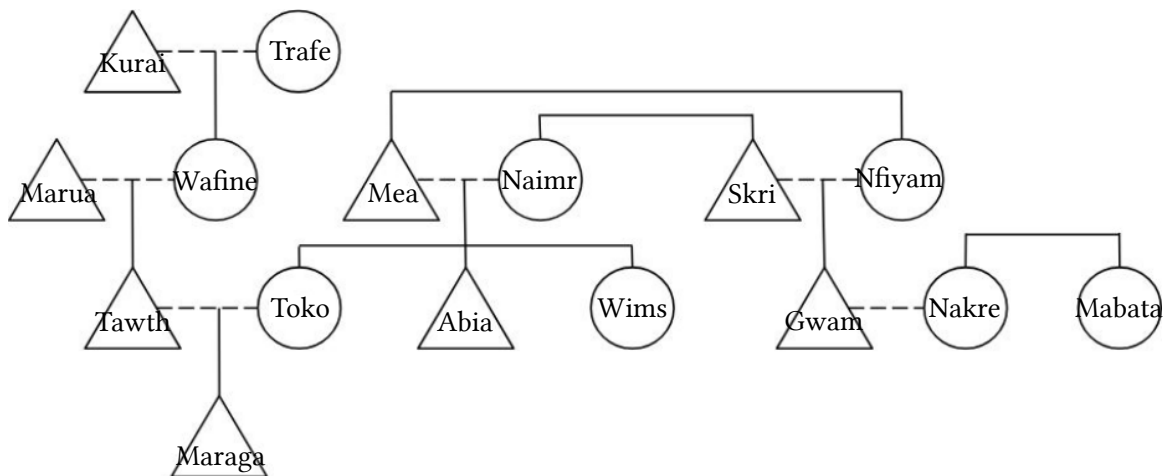 Kurai Trafe
Marua Wafine Mea Naimr Skri Nfiyam
Tawth Toko Abia Wims Gwam Nakre Mabata
Maraga